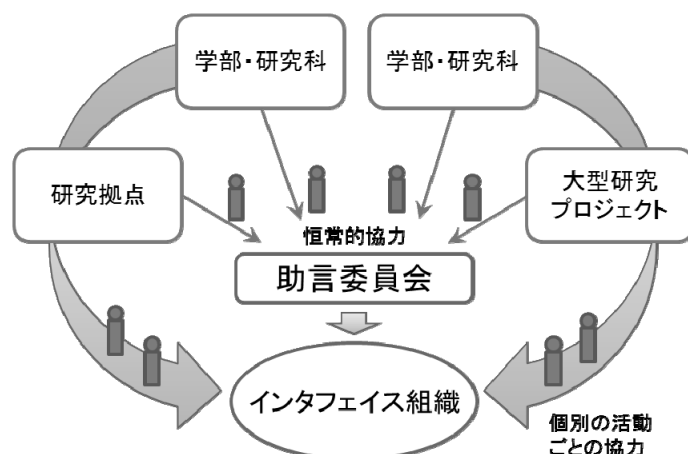 学部・研究科
学部・研究科
研究拠点
大型研究
プロジェクト
恒常的協力
助言委員会
インタフェイス組織
個別の活動
ごとの協力